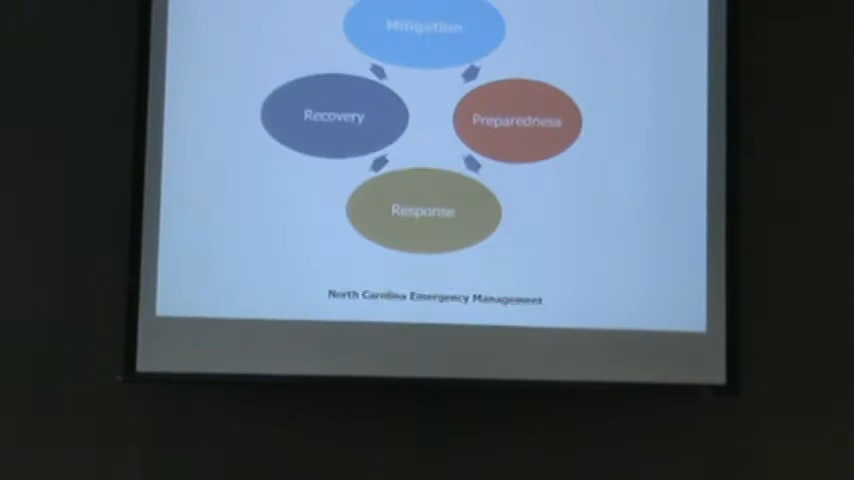 Mitigation
Recovery
Preparedness
Response
North Carolina Emergency Management